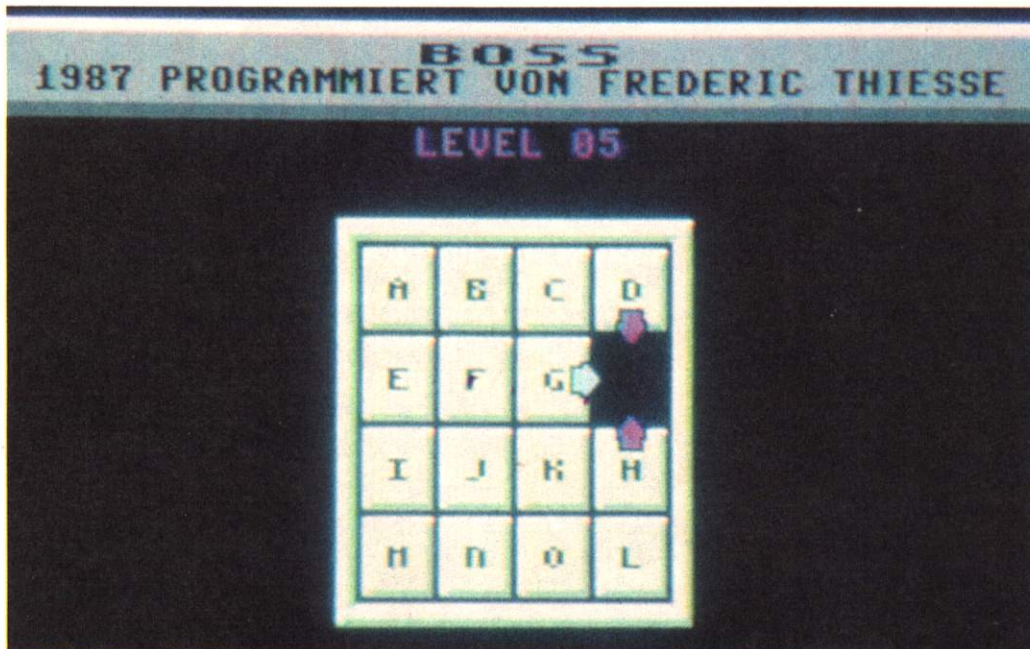 BOSS
1987 PROGRAMMIERT VON FREDERIC THIESSE
LEVEL 05
A B C D
E F G
I J K H
M N O L